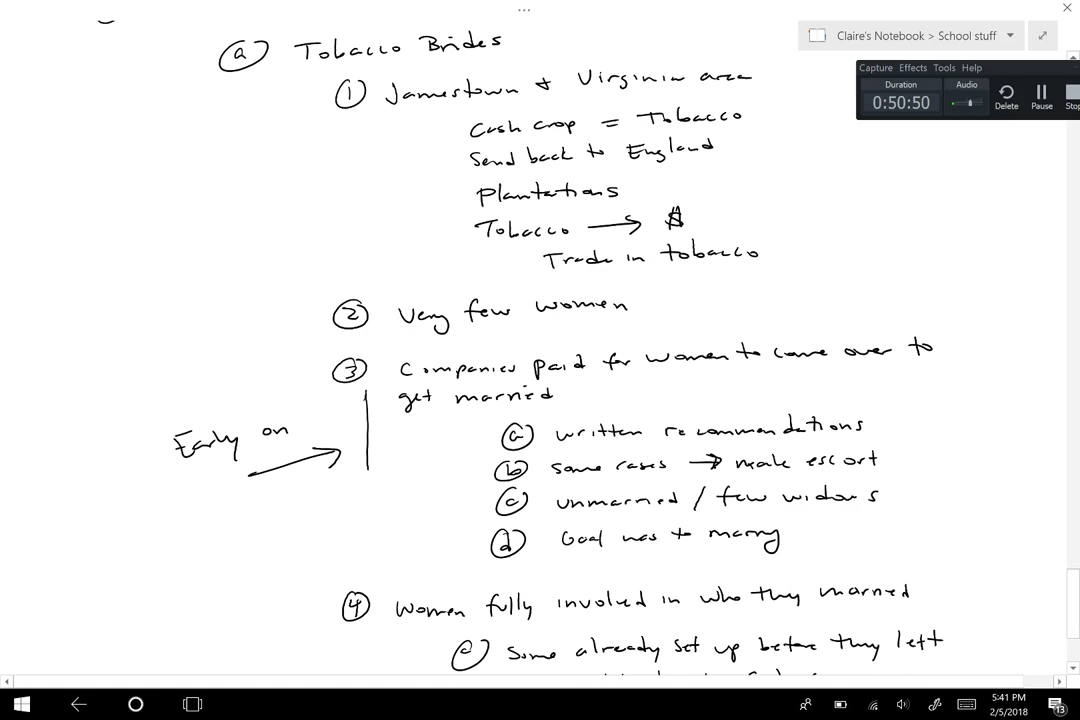 ...
Claire's Notebook > School stuff
Capture Effects Tools Help
Duration
0:50:50
Audio
Delete
Pause
Stop
a Tobacco Brides
1 Jamestown + Virginia area
Cash crop = Tobacco
Send back to England
Plantations
Tobacco → $
Trade in tobacco
2 Very few women
3 Companies paid for women to come over to
get married
Early on
a written recommendations
b some cases → male escort
c unmarried / few widows
d Goal was to marry
4 Women fully involved in who they married
a Some already set up before they left
5:41 PM
2/5/2018
13